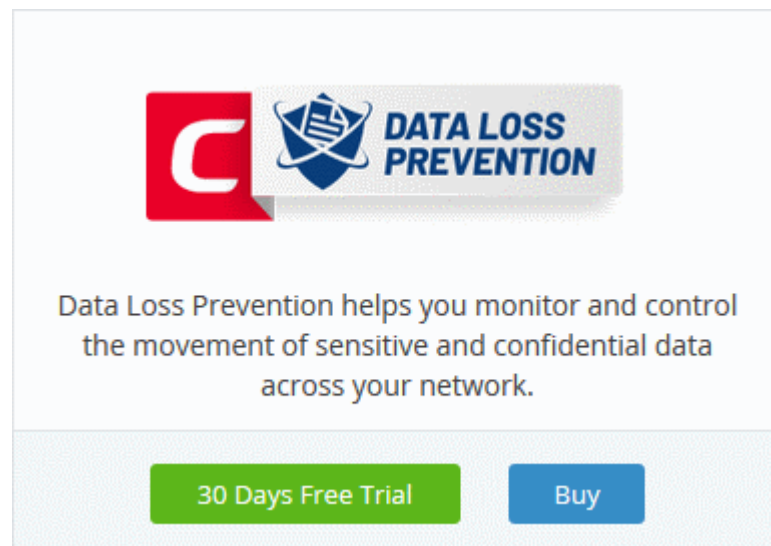 C
DATA LOSS
PREVENTION
Data Loss Prevention helps you monitor and control
the movement of sensitive and confidential data
across your network.
30 Days Free Trial
Buy